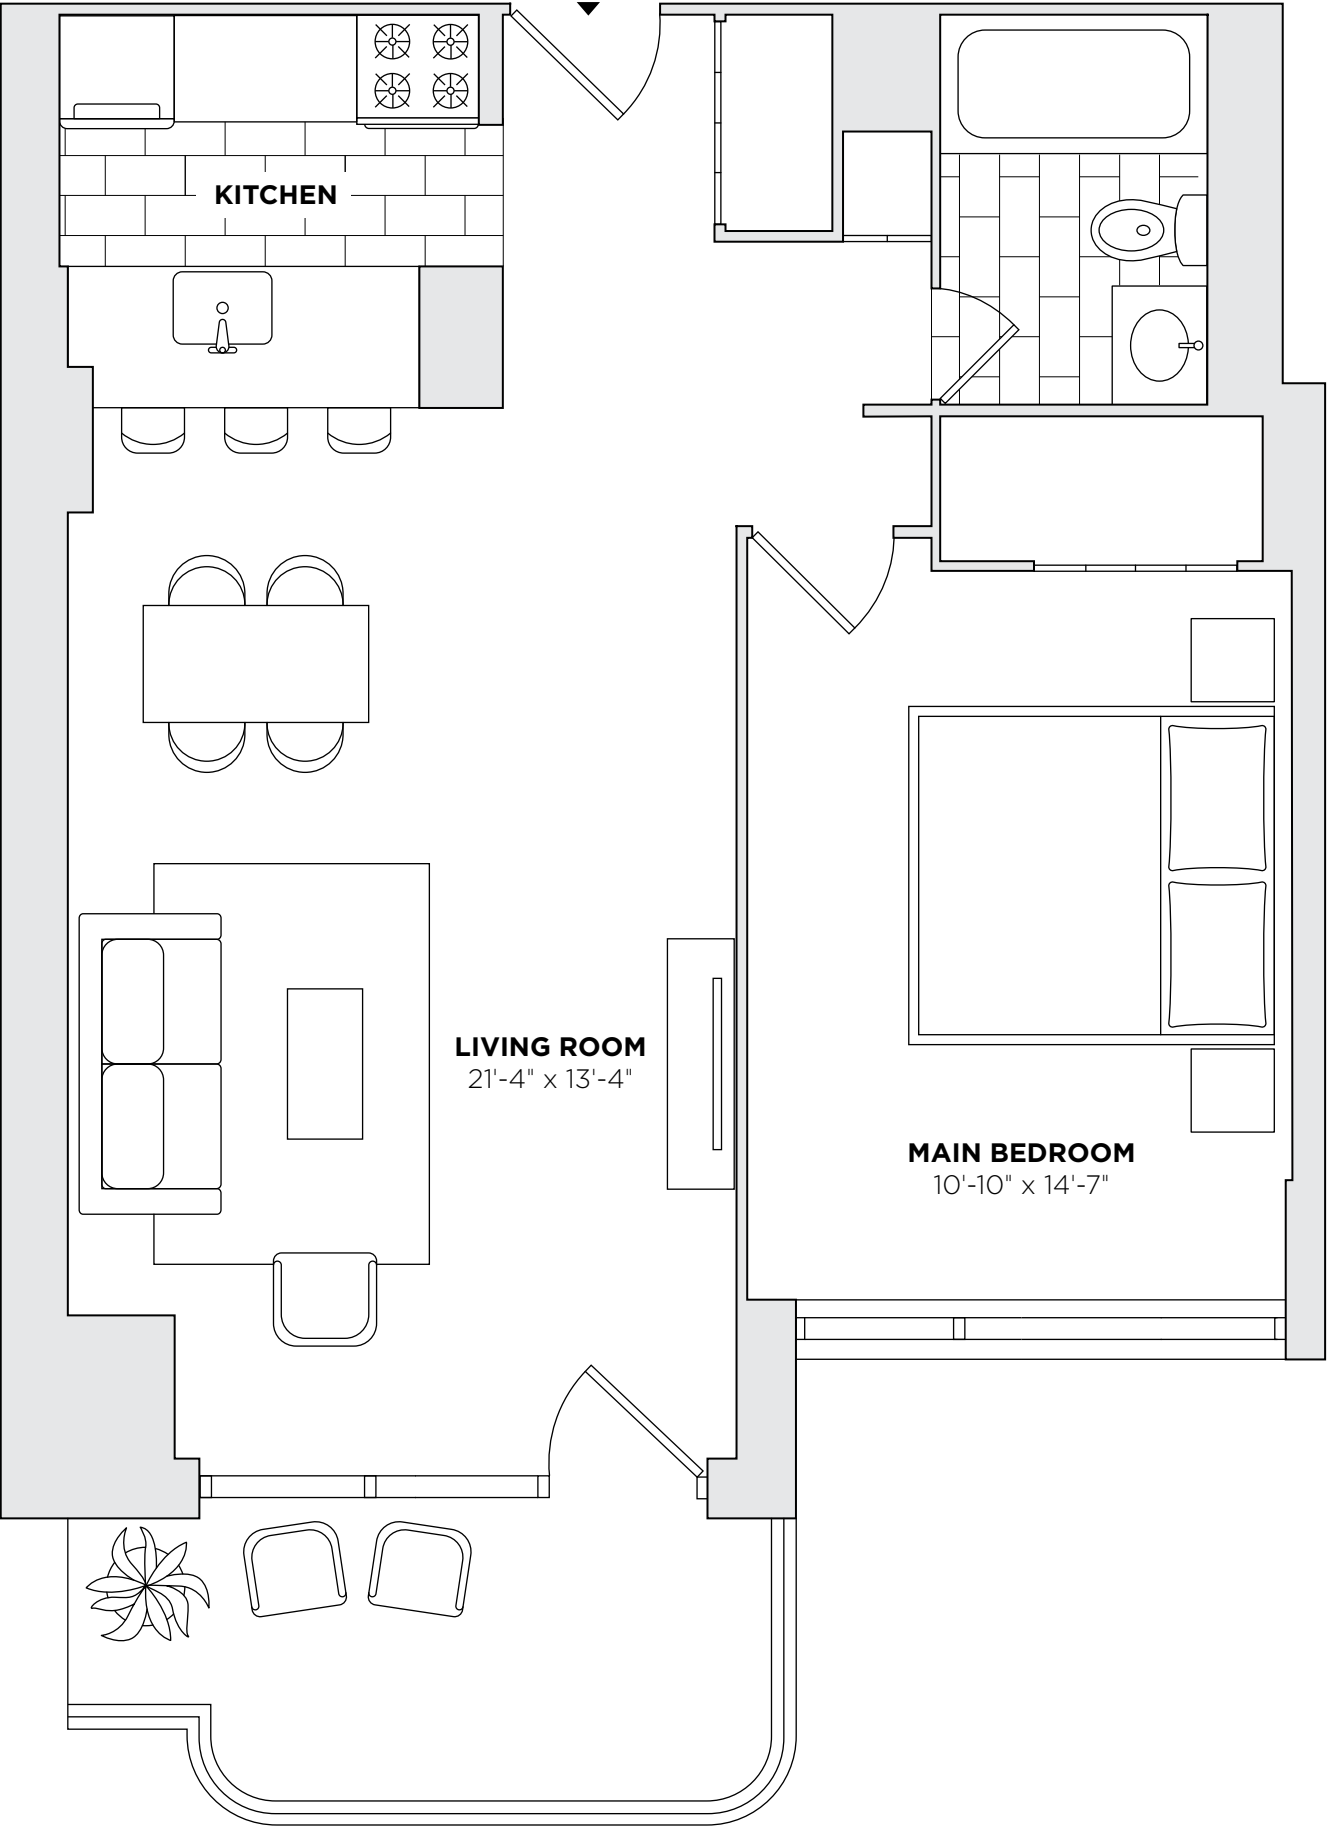 KITCHEN
LIVING ROOM
21'-4" x 13'-4"
MAIN BEDROOM
10'-10" x 14'-7"